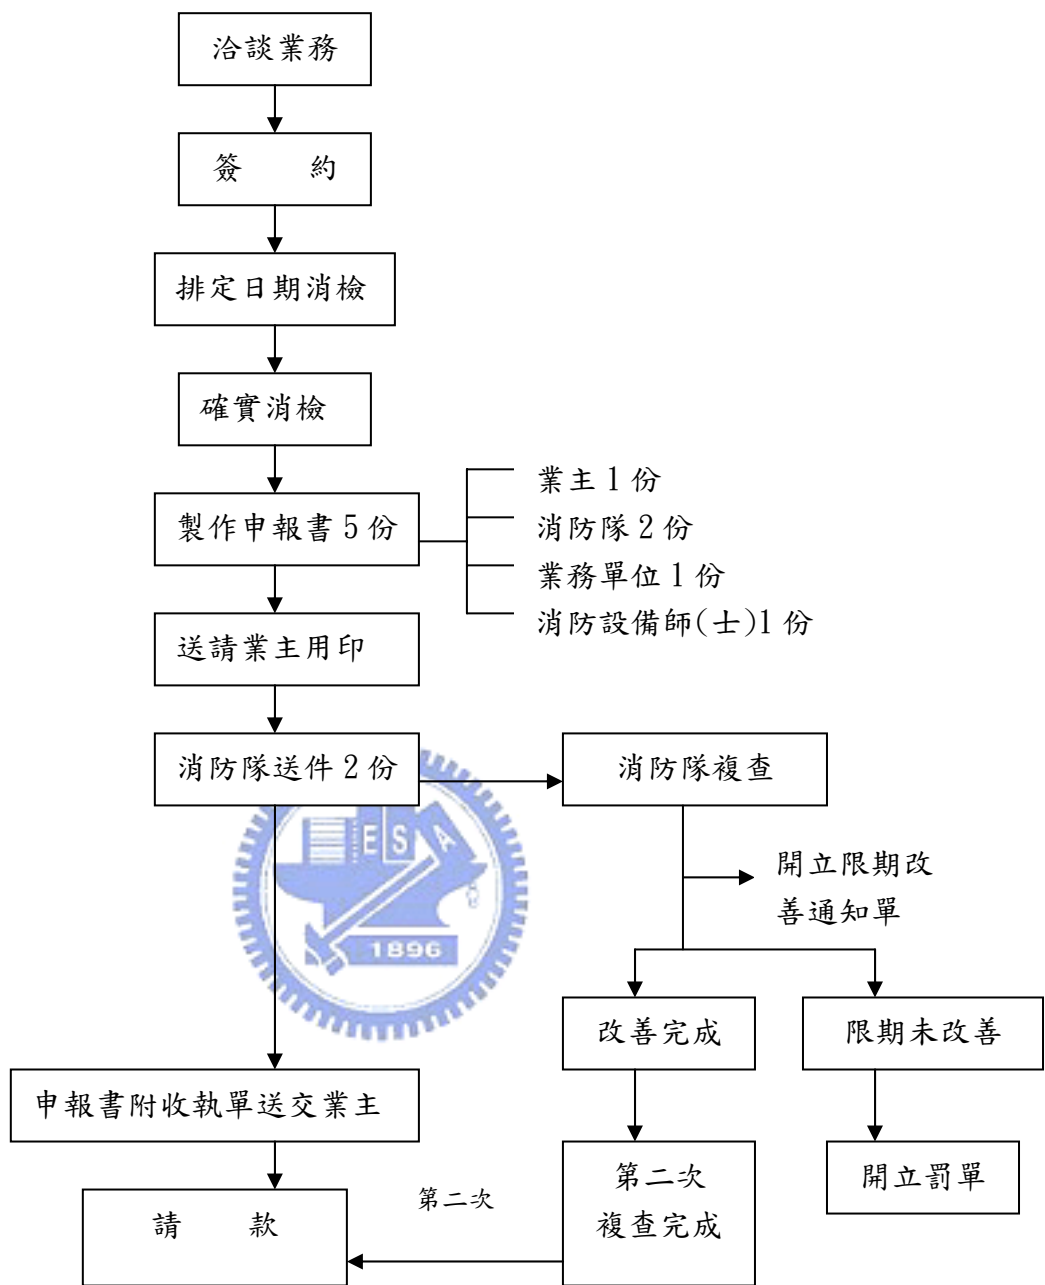 洽談業務
簽 約
排定日期消檢
確實消檢
製作申報書 5 份
業主 1 份
消防隊 2 份
業務單位 1 份
消防設備師(士)1 份
送請業主用印
消防隊送件 2 份
消防隊複查
E S A
1896
開立限期改
善通知單
改善完成
限期未改善
申報書附收執單送交業主
第二次
複查完成
開立罰單
請 款
第二次